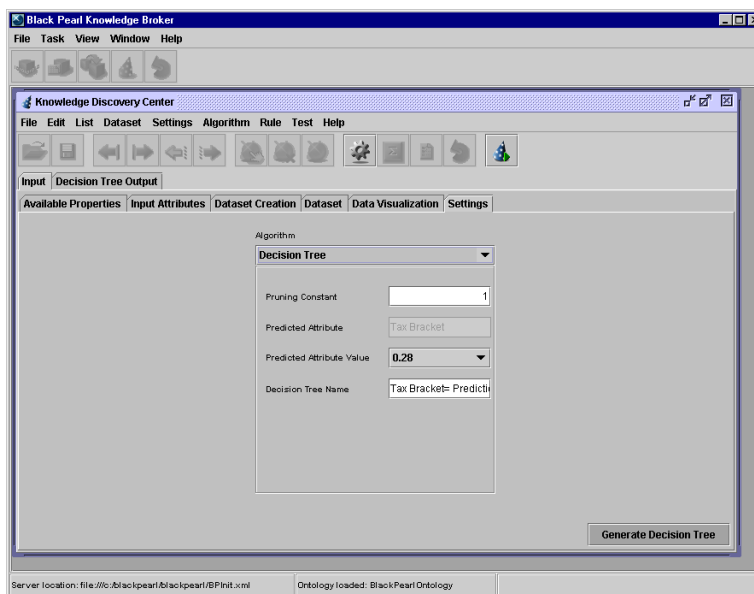 Black Pearl Knowledge Broker
File Task View Window Help
Knowledge Discovery Center
File Edit List Dataset Settings Algorithm Rule Test Help
Input Decision Tree Output
Available Properties Input Attributes Dataset Creation Dataset Data Visualization Settings
Algorithm
Decision Tree
Pruning Constant 1
Predicted Attribute Tax Bracket
Predicted Attribute Value 0.28
Decision Tree Name Tax Bracket= Predicti
Generate Decision Tree
Server location: file:///c:/blackpearl/blackpearl/BPInit.xml Ontology loaded: BlackPearlOntology